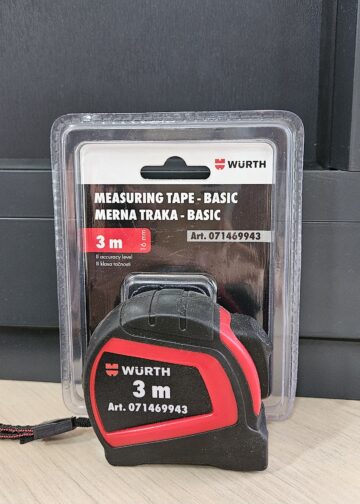 WÜRTH
MEASURING TAPE - BASIC
MERNA TRAKA - BASIC
3 m
16 mm
Art. 071469943
II accuracy level
II klasa točnosti
WÜRTH
3 m
Art. 071469943